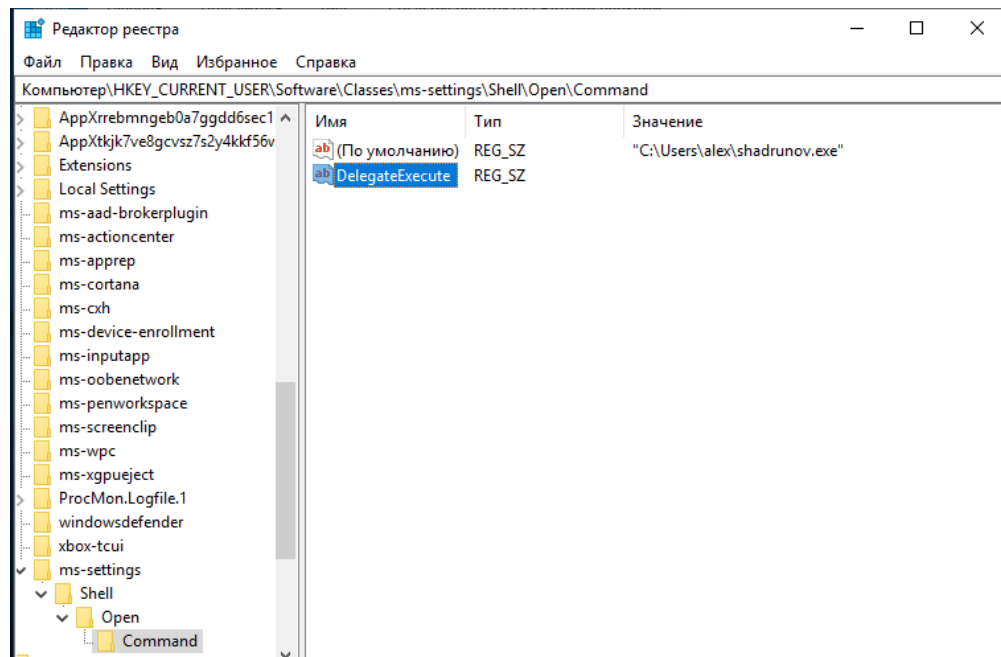 Редактор реестра
Файл Правка Вид Избранное Справка
Компьютер\HKEY_CURRENT_USER\Software\Classes\ms-settings\Shell\Open\Command
Имя Тип Значение
(По умолчанию) REG_SZ "C:\Users\alex\shadrunov.exe"
DelegateExecute REG_SZ
AppXrrebmngeb0a7ggdd6sec1
AppXtkjk7ve8gcvsz7s2y4kkf56v
Extensions
Local Settings
ms-aad-brokerplugin
ms-actioncenter
ms-apprep
ms-cortana
ms-cxh
ms-device-enrollment
ms-inputapp
ms-oobenetwork
ms-penworkspace
ms-screenclip
ms-wpc
ms-xgpueject
ProcMon.Logfile.1
windowsdefender
xbox-tcui
ms-settings
Shell
Open
Command